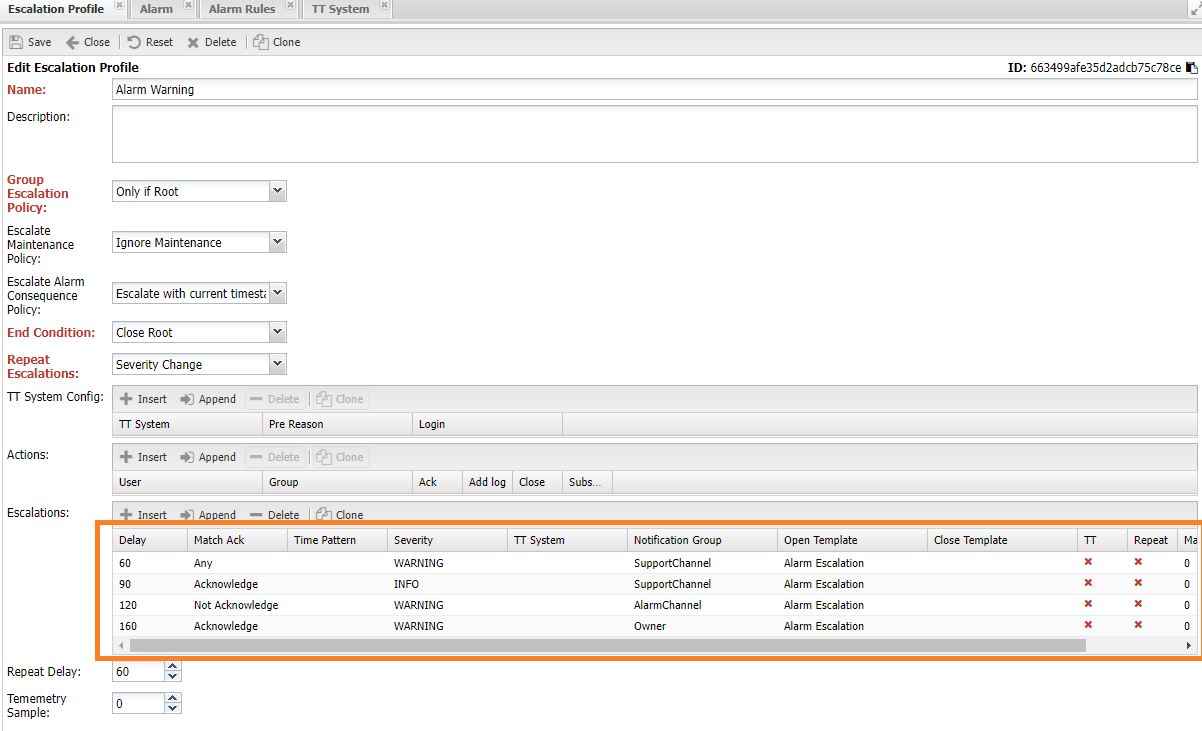 Escalation Profile Alarm Alarm Rules TT System
Save Close Reset Delete Clone
Edit Escalation Profile ID: 663499afe35d2adcb75c78ce
Name: Alarm Warning
Description:
Group
Escalation
Policy:
Only if Root
Escalate
Maintenance
Policy:
Ignore Maintenance
Escalate Alarm
Consequence
Policy:
Escalate with current timesta
End Condition: Close Root
Repeat
Escalations:
Severity Change
TT System Config: Insert Append Delete Clone
TT System Pre Reason Login
Actions: Insert Append Delete Clone
User Group Ack Add log Close Subs...
Escalations: Insert Append Delete Clone
Delay Match Ack Time Pattern Severity TT System Notification Group Open Template Close Template TT Repeat Ma
60 Any WARNING SupportChannel Alarm Escalation 0
90 Acknowledge INFO SupportChannel Alarm Escalation 0
120 Not Acknowledge WARNING AlarmChannel Alarm Escalation 0
160 Acknowledge WARNING Owner Alarm Escalation 0
Repeat Delay: 60
Tememetry
Sample:
0